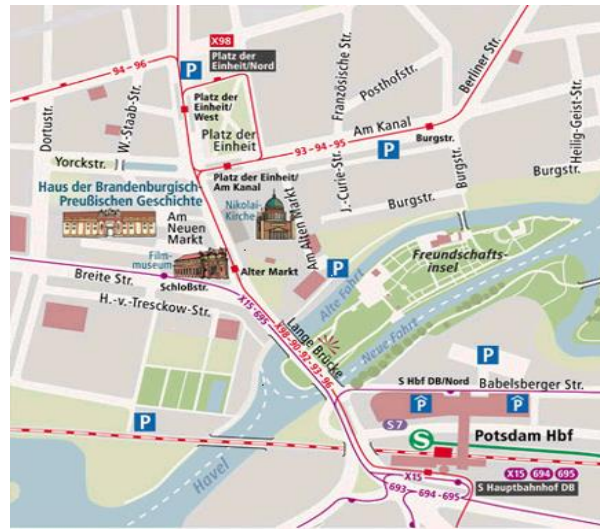 X98
Platz der
Einheit/Nord
94 - 96
P
Französische Str.
Berliner Str.
Posthofstr.
Dortustr.
W.-Staab-Str.
Platz der
Einheit/
West
Platz der
Einheit
Am Kanal
Burgstr.
93 - 94 - 95
P
Heilig-Geist-Str.
Yorckstr.
Platz der Einheit/
Am Kanal
J.-Curie-Str.
Burgstr.
Burgstr.
Burgstr.
Haus der Brandenburgisch-
Preußischen Geschichte
Nikolai-
Kirche
Am Alten Markt
Am
Neuen
Markt
Film-
museum
Alter Markt
P
Freundschafts-
insel
Breite Str.
Schloßstr.
Alte Fahrt
Neue Fahrt
H.-v.-Tresckow-Str.
X15-695
X98-90-92-93-96
Lange Brücke
P
S Hbf DB/Nord
Babelsberger Str.
P
P
P
S 7
S
Potsdam Hbf
Havel
X15
X15 694 695
693 - 694 - 695
S Hauptbahnhof DB